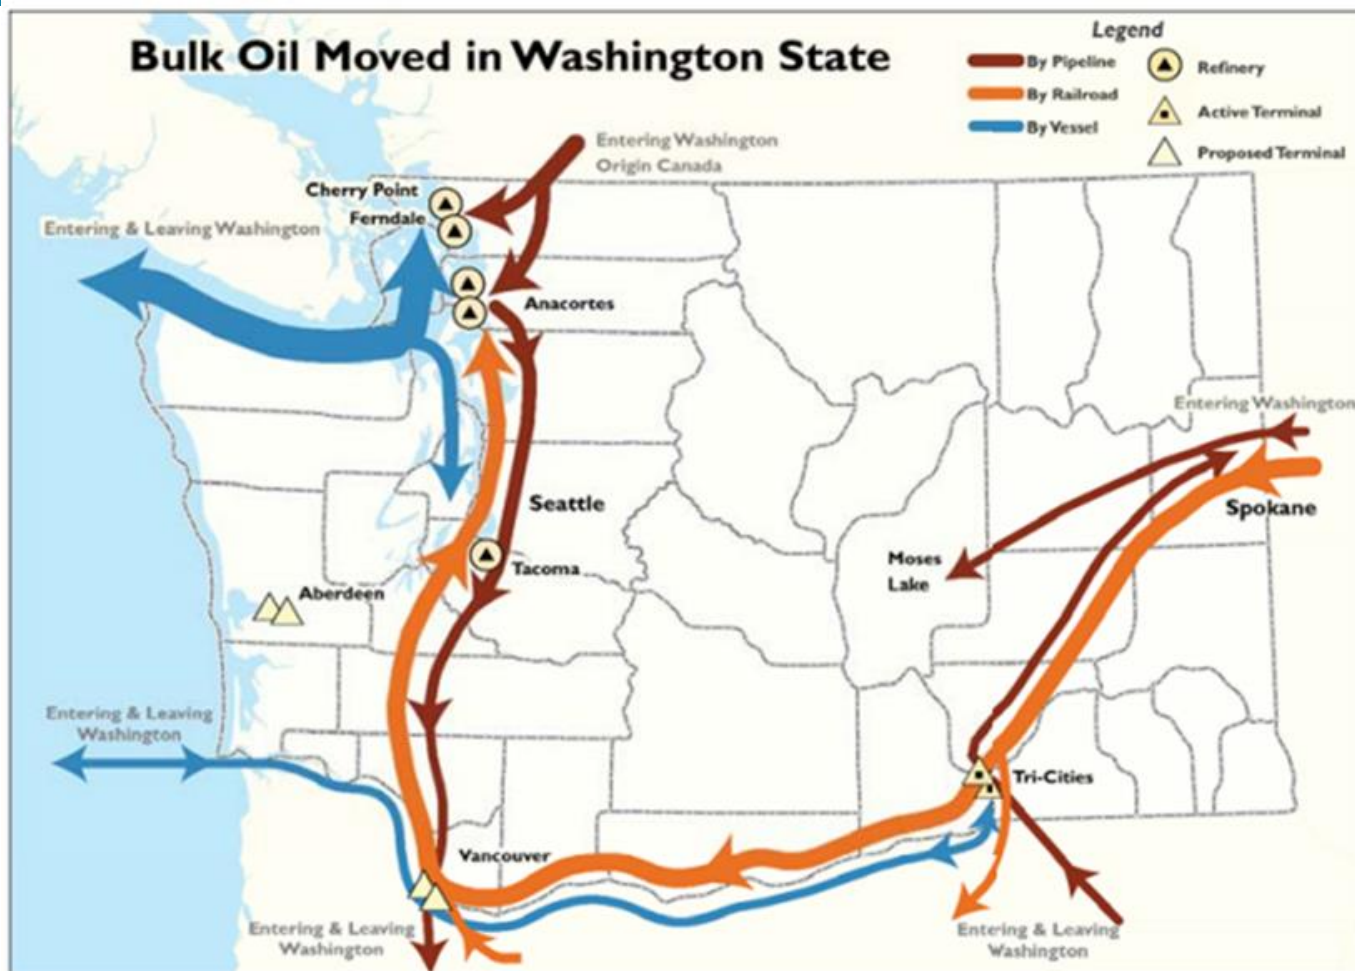 Bulk Oil Moved in Washington State
Legend
By Pipeline
By Railroad
By Vessel
Refinery
Active Terminal
Proposed Terminal
Entering Washington
Origin Canada
Cherry Point
Ferndale
Entering & Leaving Washington
Anacortes
Entering Washington
Seattle
Spokane
Moses
Lake
Tacoma
Aberdeen
Entering & Leaving
Washington
Tri-Cities
Vancouver
Entering & Leaving
Washington
Entering & Leaving
Washington